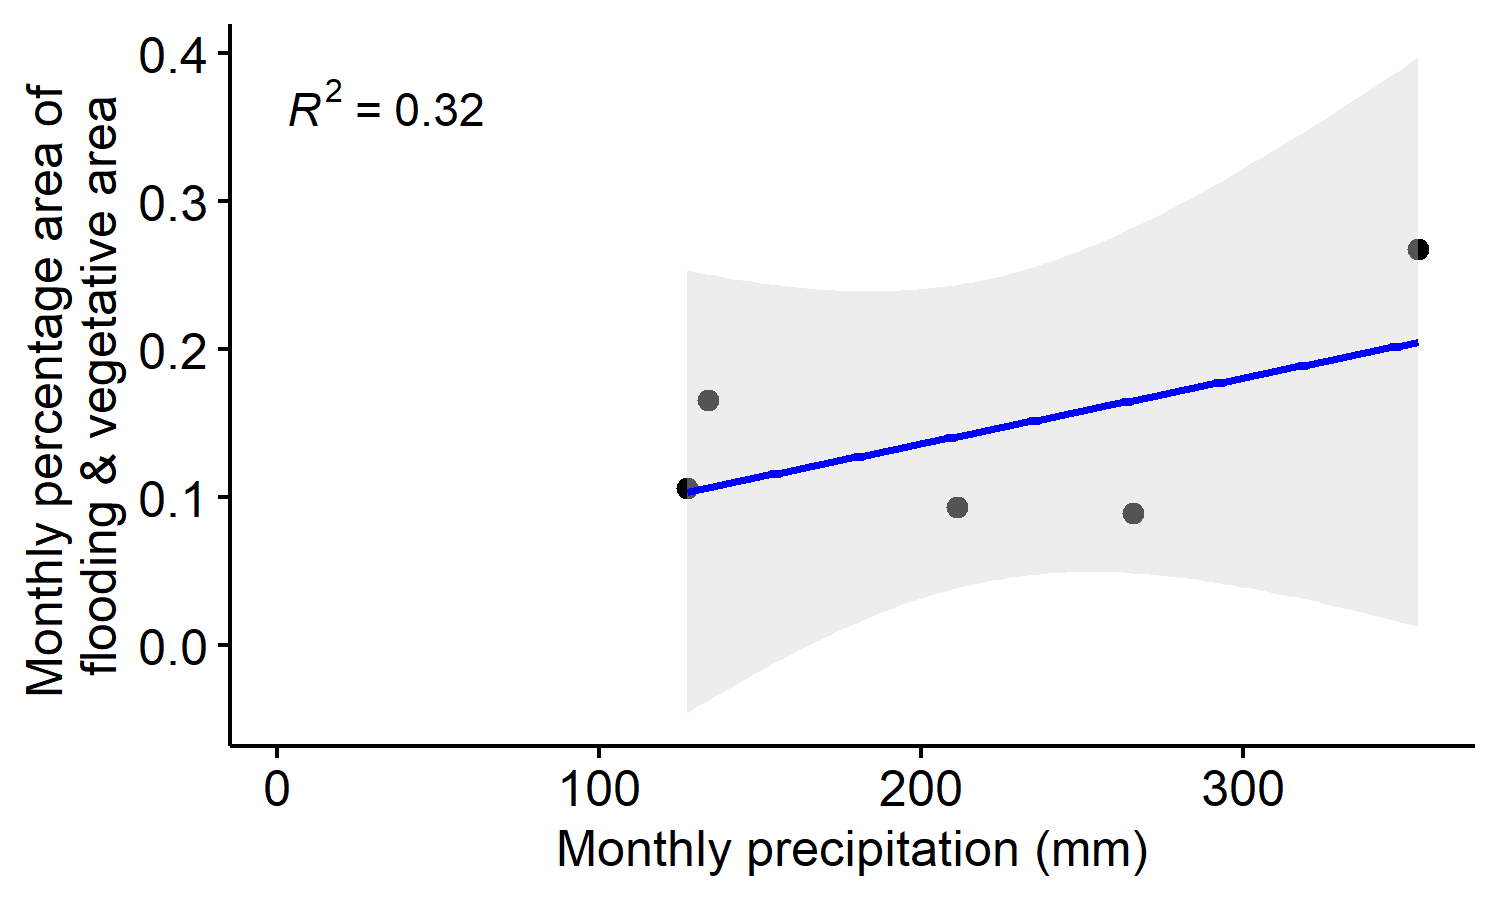 Monthly percentage area of
flooding & vegetative area
0.4
0.3
0.2
0.1
0.0
R² = 0.32
0 100 200 300
Monthly precipitation (mm)